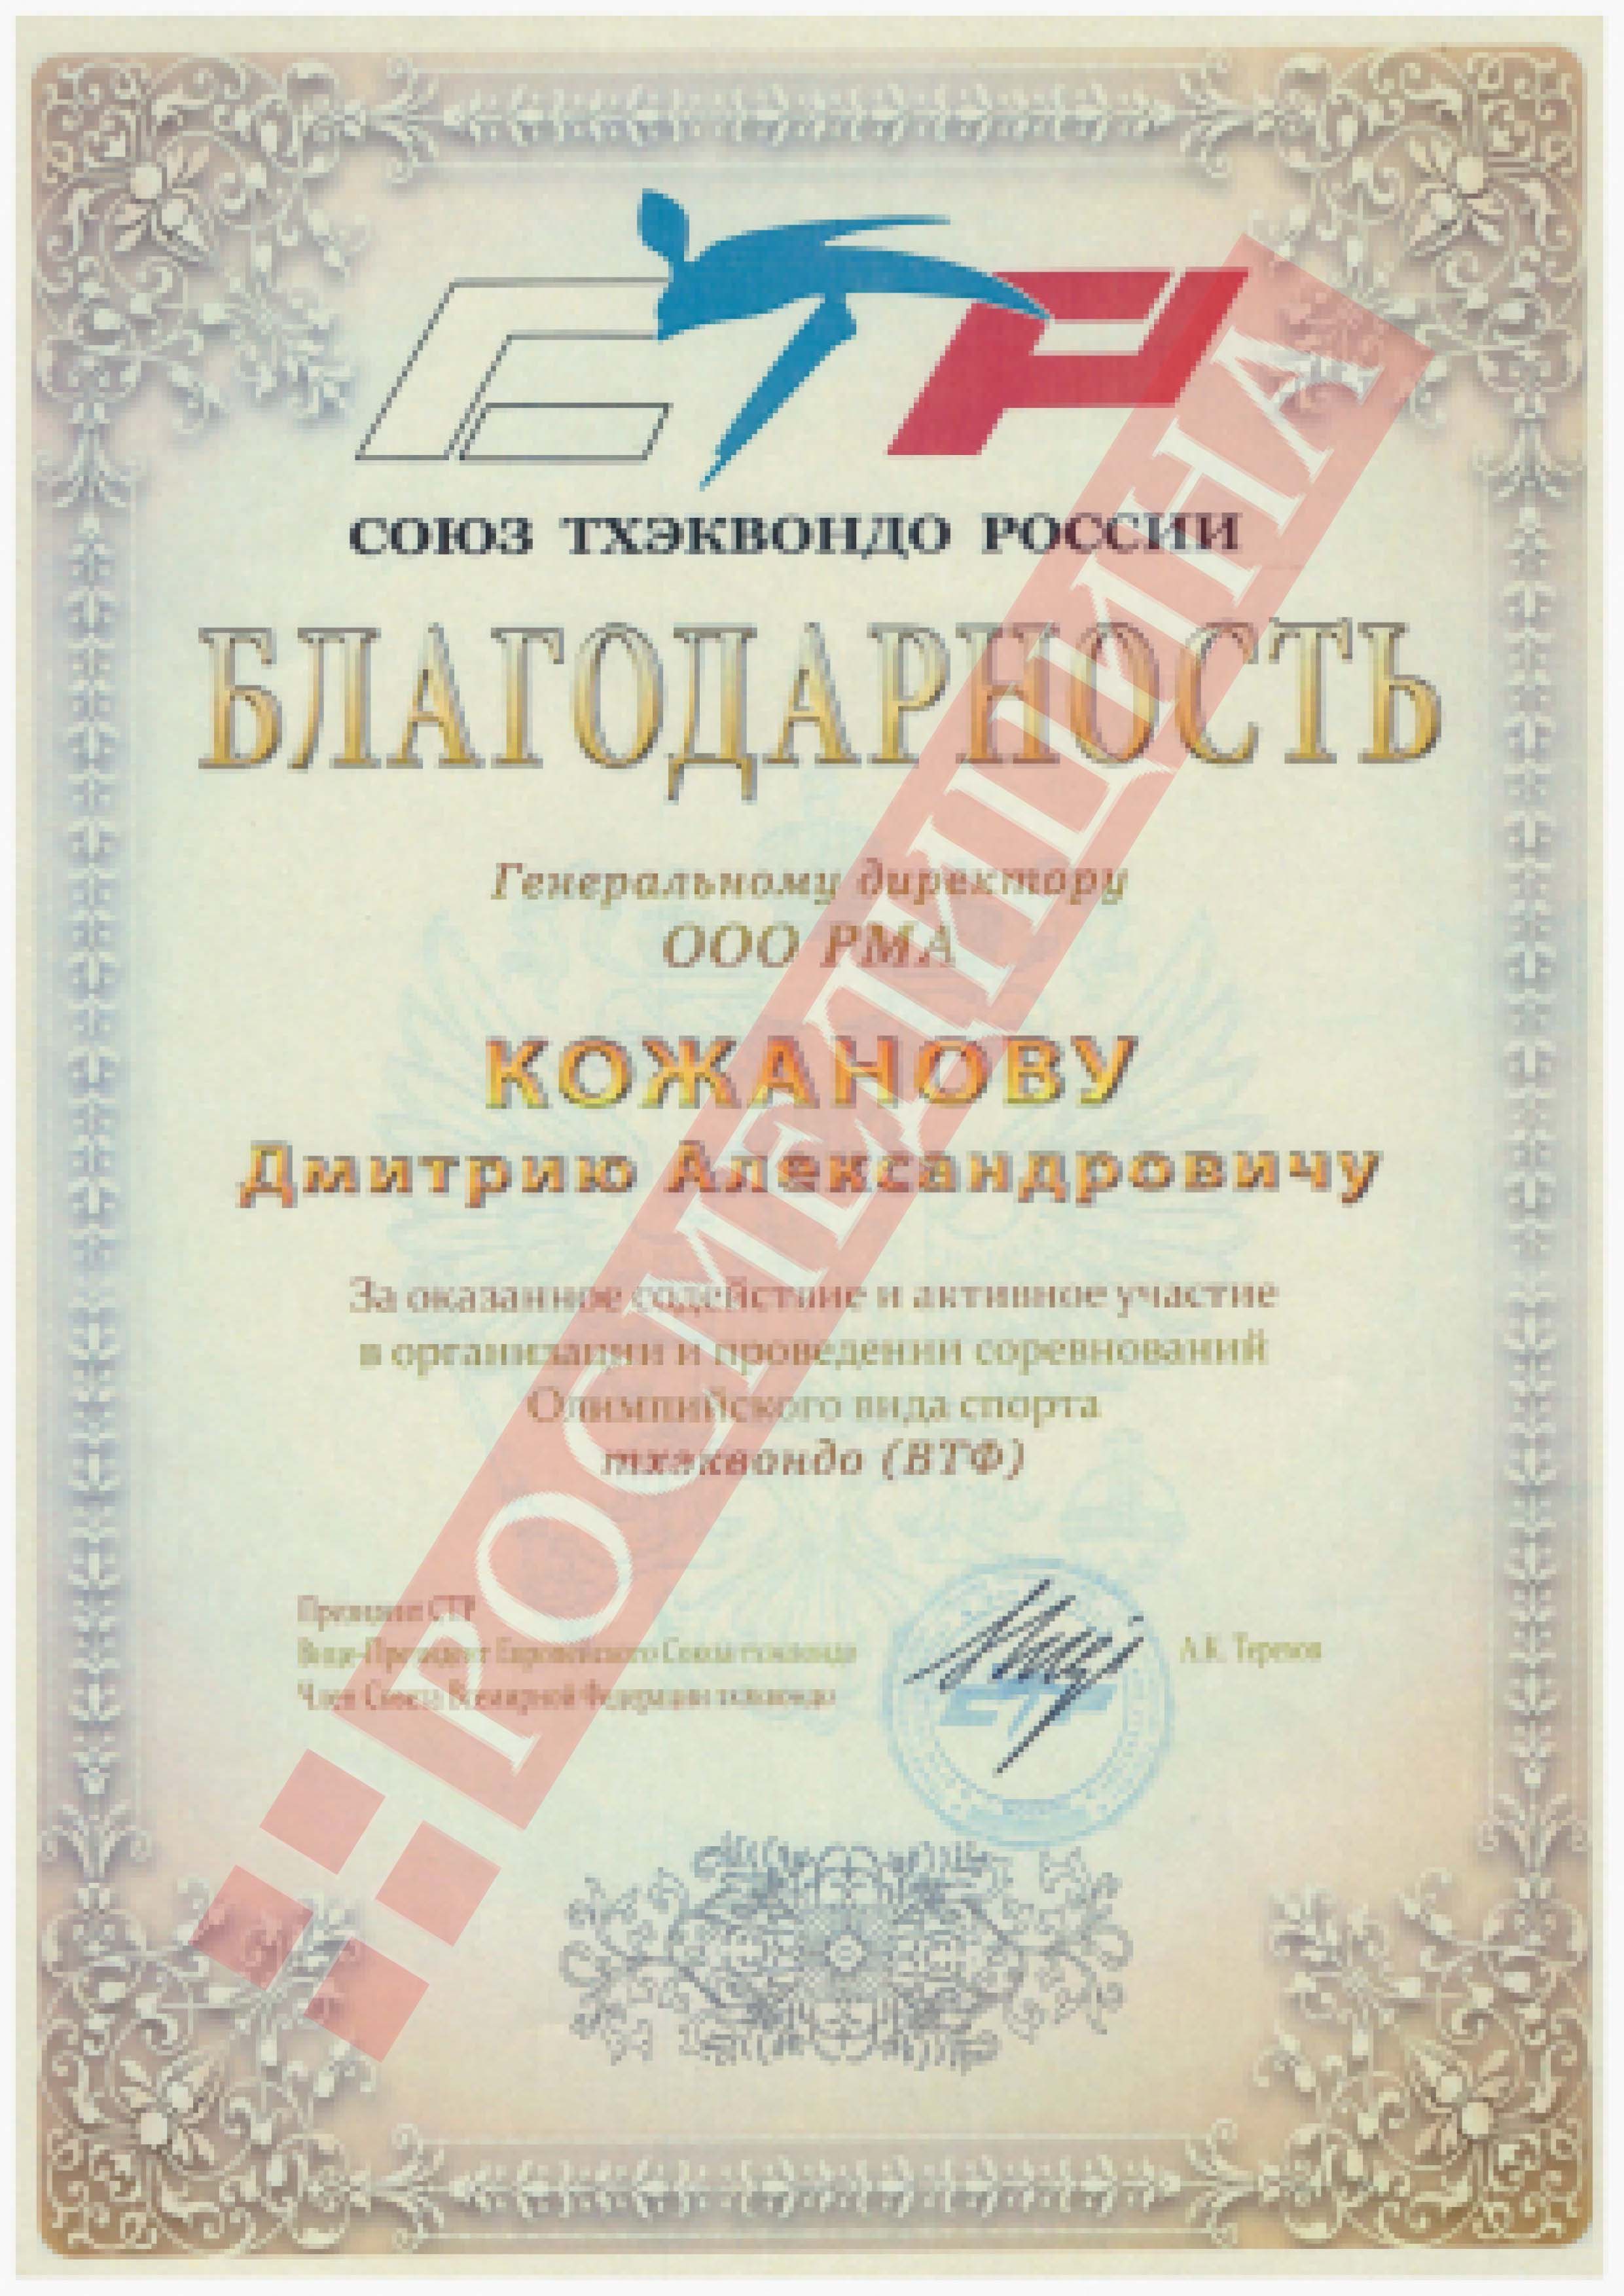 СТР
СОЮЗ ТХЭКВОНДО РОССИИ
БЛАГОДАРНОСТЬ
Генеральному директору
ООО РМА
КОЖАНОВУ
Дмитрию Александровичу
За оказанное содействие и активное участие
в организации и проведении соревнований
Олимпийского вида спорта
тхэквондо (ВТФ)
Президент СТР
Вице-Президент Европейского Союза тхэквондо
Член Всемирной Федерации тхэквондо
А.К. Терехов
РОСМЕДИЦИНА